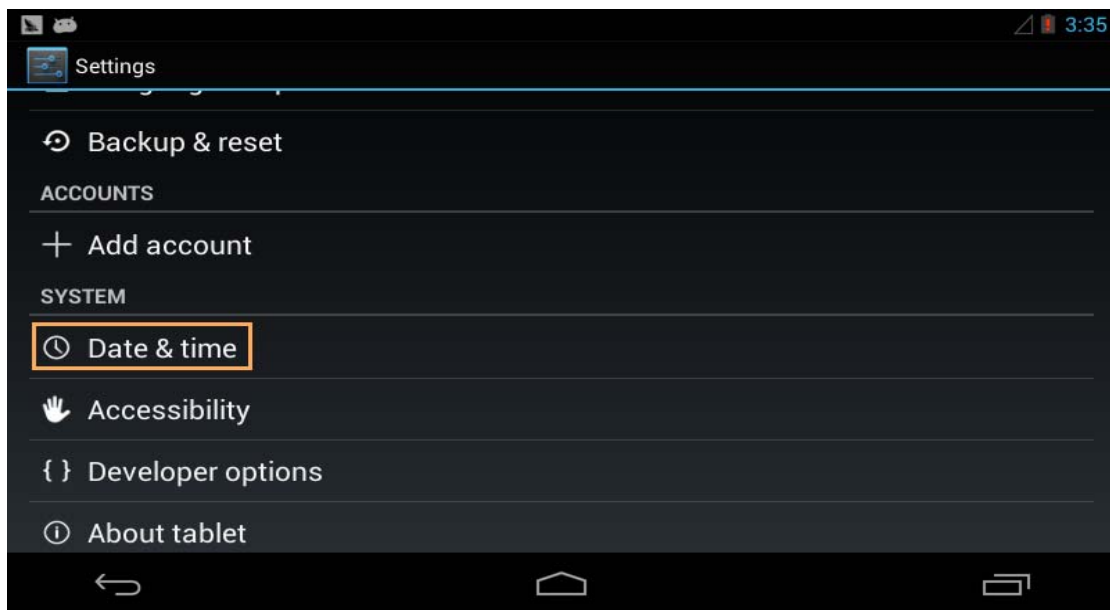 3:35
Settings
Backup & reset
ACCOUNTS
Add account
SYSTEM
Date & time
Accessibility
{ } Developer options
About tablet